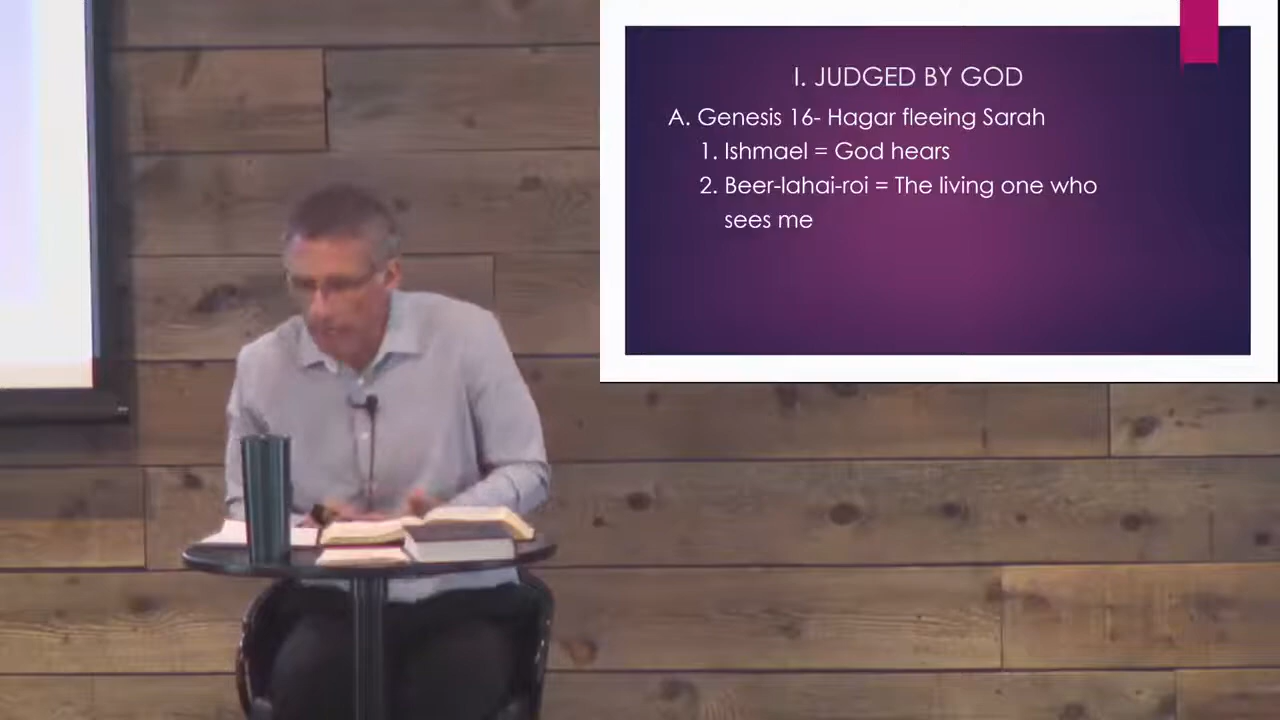 I. JUDGED BY GOD
A. Genesis 16- Hagar fleeing Sarah
1. Ishmael = God hears
2. Beer-lahai-roi = The living one who
sees me